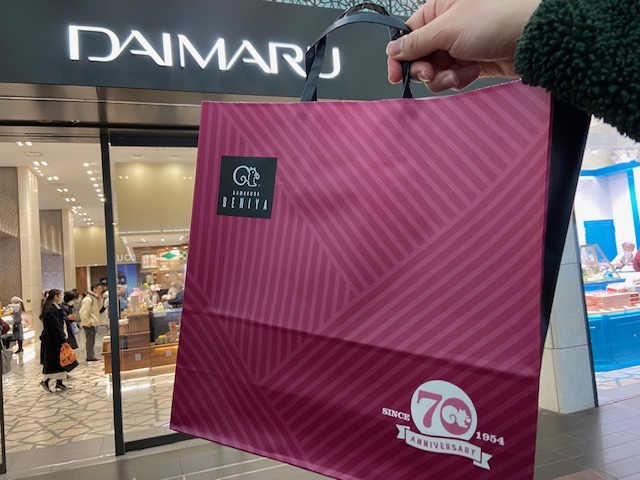 DAIMARU
KAMAKURA
BENIYA
SINCE 70 1954
ANNIVERSARY